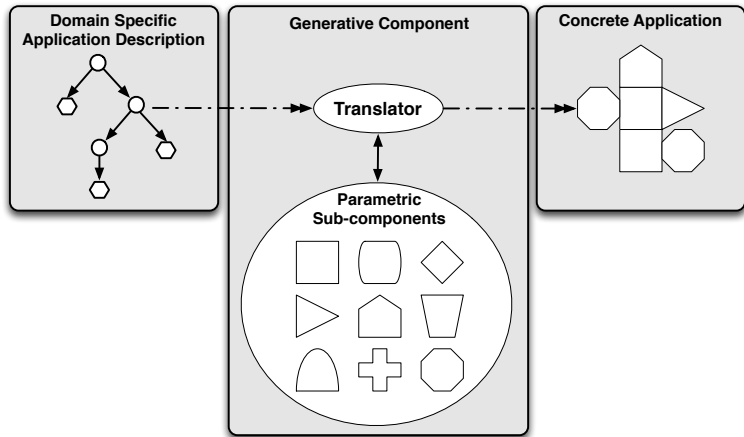 Domain Specific
Application Description
Generative Component
Concrete Application
Translator
Parametric
Sub-components